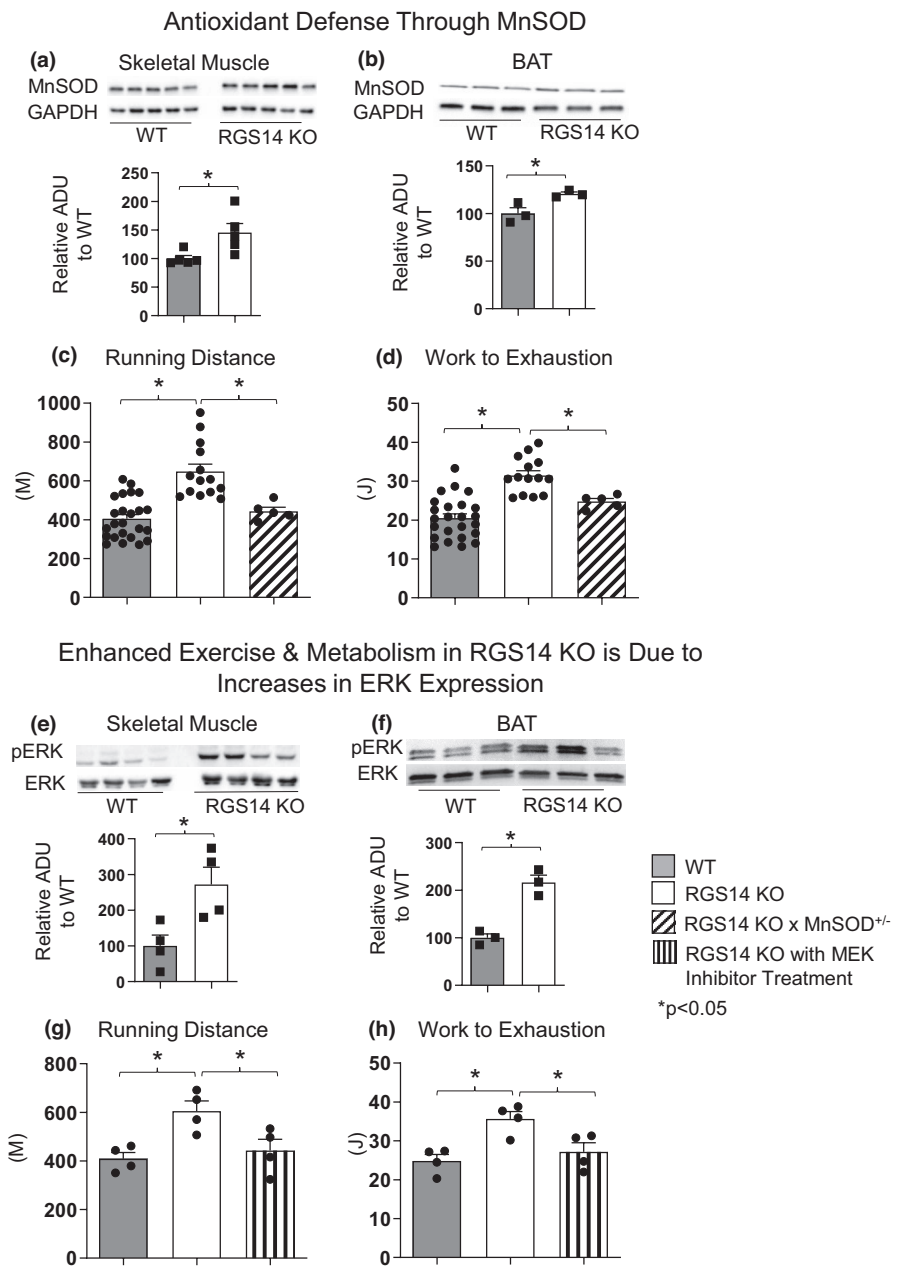 Antioxidant Defense Through MnSOD
(a) Skeletal Muscle
MnSOD
GAPDH
WT RGS14 KO
Relative ADU
to WT
250
200
150
100
50
0
*
(b) BAT
MnSOD
GAPDH
WT RGS14 KO
Relative ADU
to WT
150
100
50
0
*
(c) Running Distance
(M)
1000
800
600
400
200
0
* *
(d) Work to Exhaustion
(J)
50
40
30
20
10
0
* *
Enhanced Exercise & Metabolism in RGS14 KO is Due to
Increases in ERK Expression
(e) Skeletal Muscle
pERK
ERK
WT RGS14 KO
Relative ADU
to WT
400
300
200
100
0
*
(f) BAT
pERK
ERK
WT RGS14 KO
Relative ADU
to WT
300
200
100
0
*
WT
RGS14 KO
RGS14 KO x MnSOD+/-
RGS14 KO with MEK
Inhibitor Treatment
*p<0.05
(g) Running Distance
(M)
800
600
400
200
0
* *
(h) Work to Exhaustion
(J)
50
40
30
20
10
0
* *